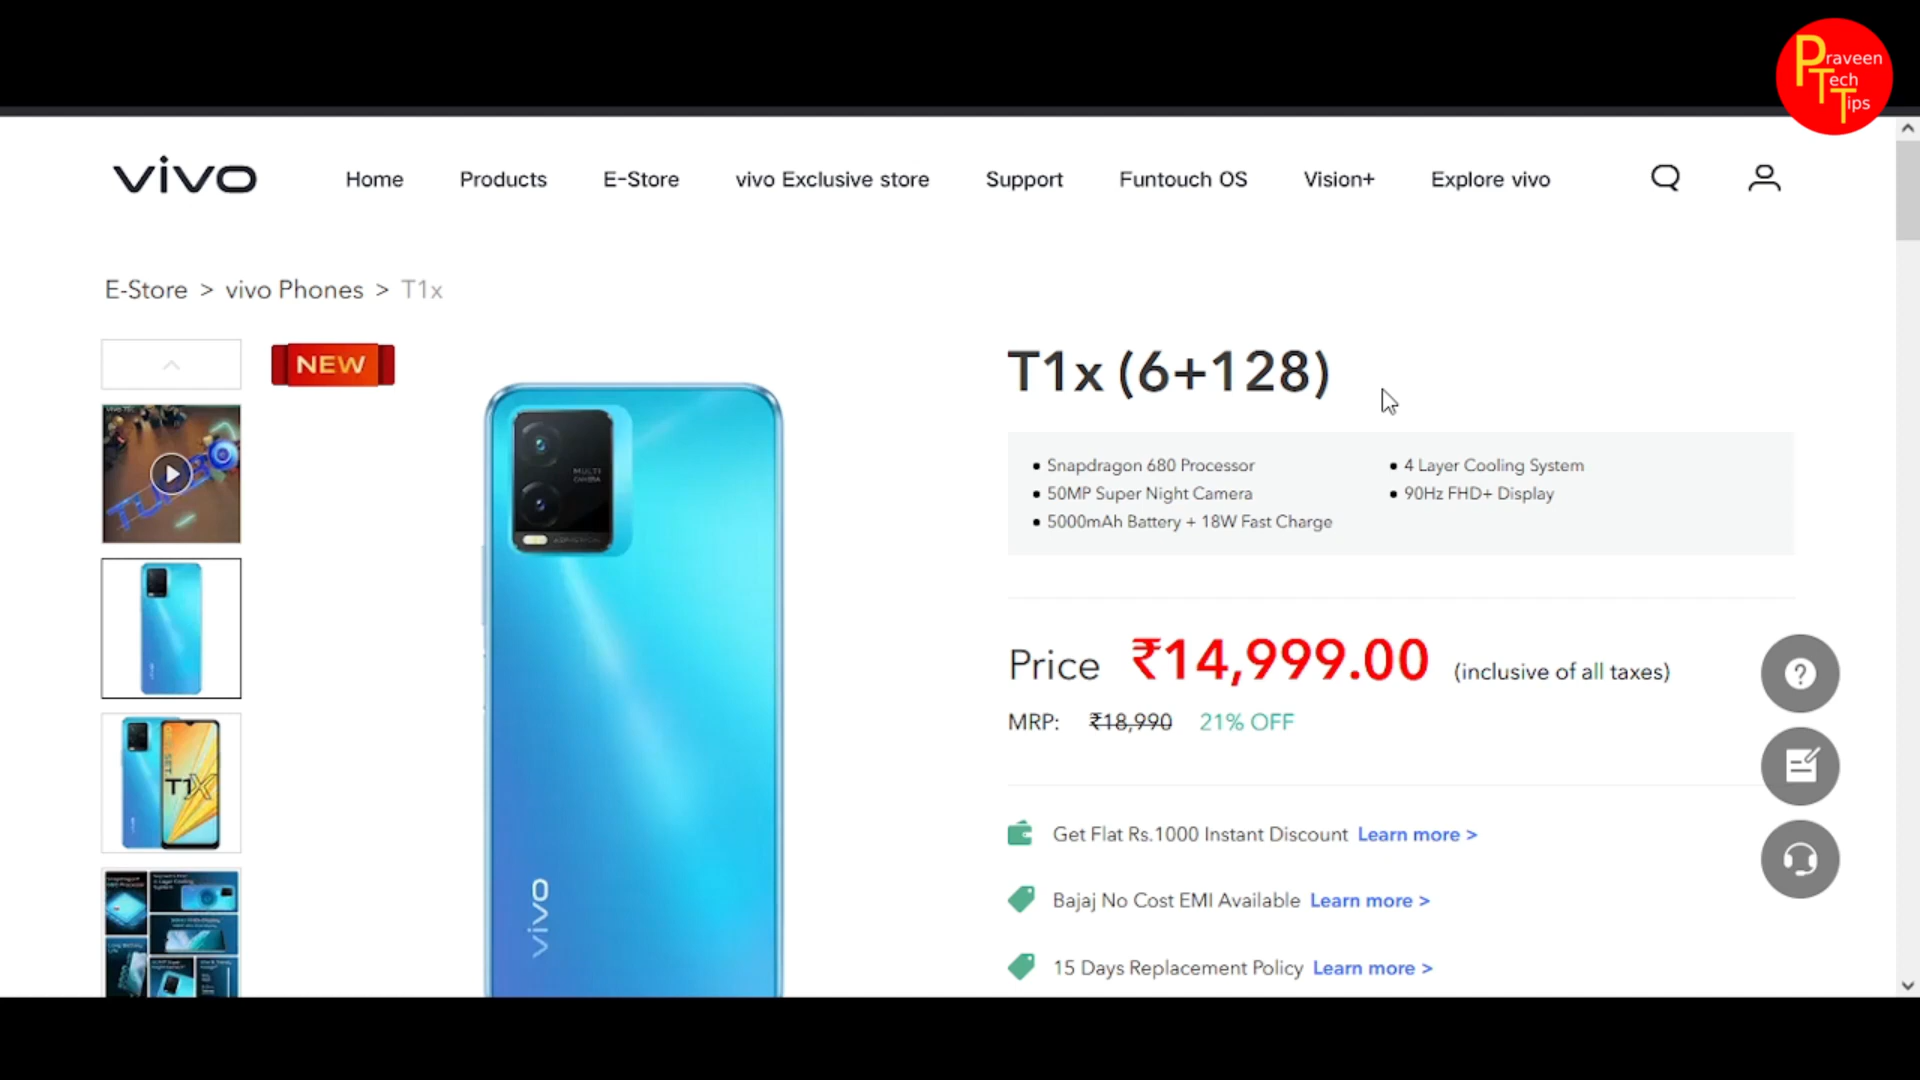 Praveen
Tech
Tips
vivo
Home
Products
E-Store
vivo Exclusive store
Support
Funtouch OS
Vision+
Explore vivo
E-Store > vivo Phones > T1x
NEW
T1x (6+128)
Snapdragon 680 Processor
50MP Super Night Camera
5000mAh Battery + 18W Fast Charge
4 Layer Cooling System
90Hz FHD+ Display
MULTI
CAMERA
vivo
T1X
Price ₹14,999.00 (inclusive of all taxes)
MRP: ₹18,990 21% OFF
Get Flat Rs.1000 Instant Discount Learn more >
Bajaj No Cost EMI Available Learn more >
15 Days Replacement Policy Learn more >